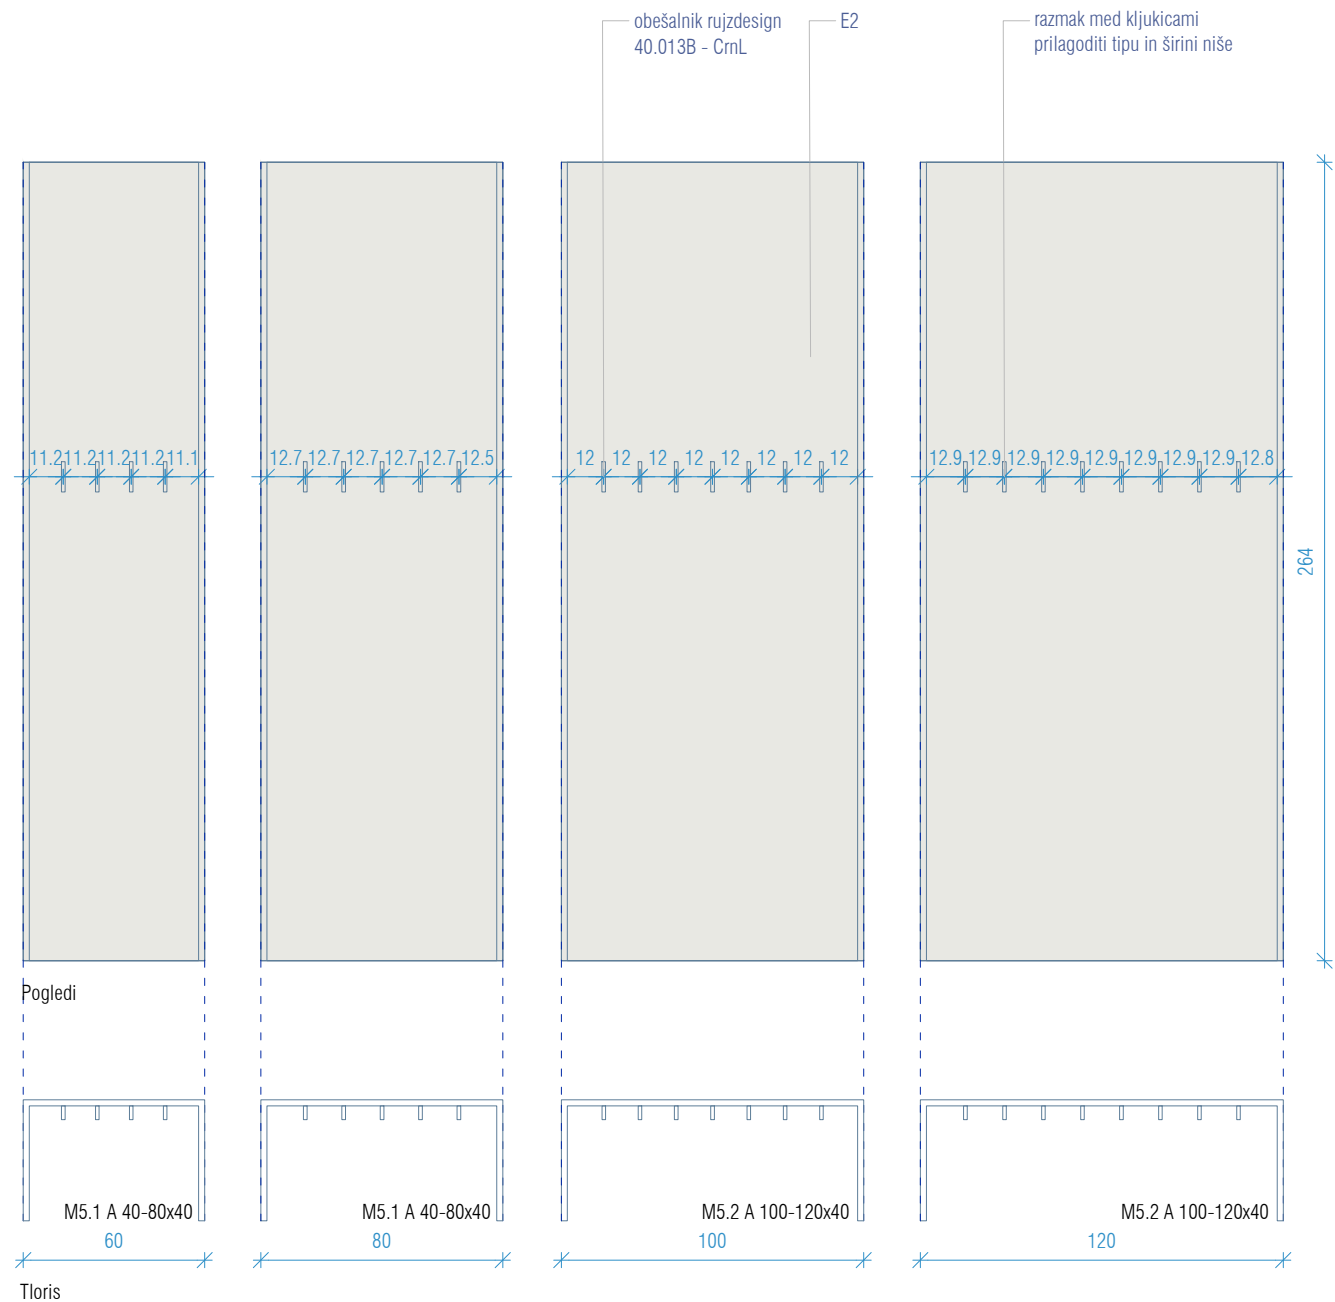 obešalnik rujzdesign
40.013B - CrnL
E2
razmak med kljukicami
prilagoditi tipu in širini niše
11.2 11.2 11.2 11.2 11.1
12.7 12.7 12.7 12.7 12.7 12.5
12 12 12 12 12 12 12 12
12.9 12.9 12.9 12.9 12.9 12.9 12.9 12.9 12.8
264
Pogledi
M5.1 A 40-80x40
M5.1 A 40-80x40
M5.2 A 100-120x40
M5.2 A 100-120x40
60
80
100
120
Tloris